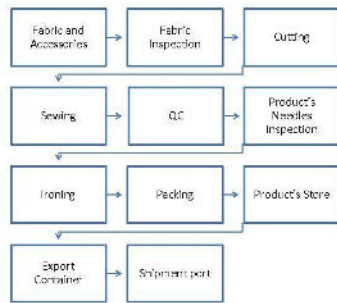 Fabric and
Accessories
Fabric
Inspection
Cutting
Sewing
QC
Product's
Needles
Inspection
Ironing
Packing
Product's Store
Export
Container
Shipment port